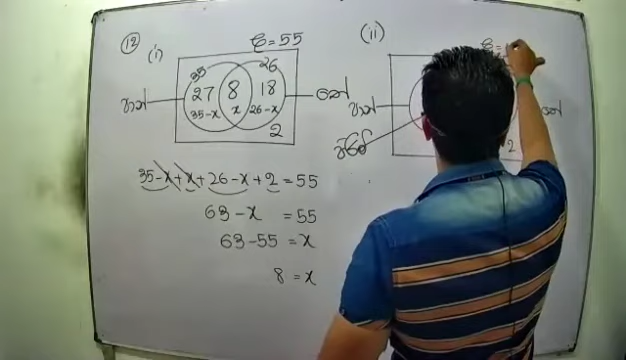 12 (i)
ℰ = 55
35 26
27 8 18
35-x x 26-x
පාන්
2
35-x+x+26-x+2 = 55
63-x = 55
63-55 = x
8 = x
(ii)
ℰ =
පාන්
2